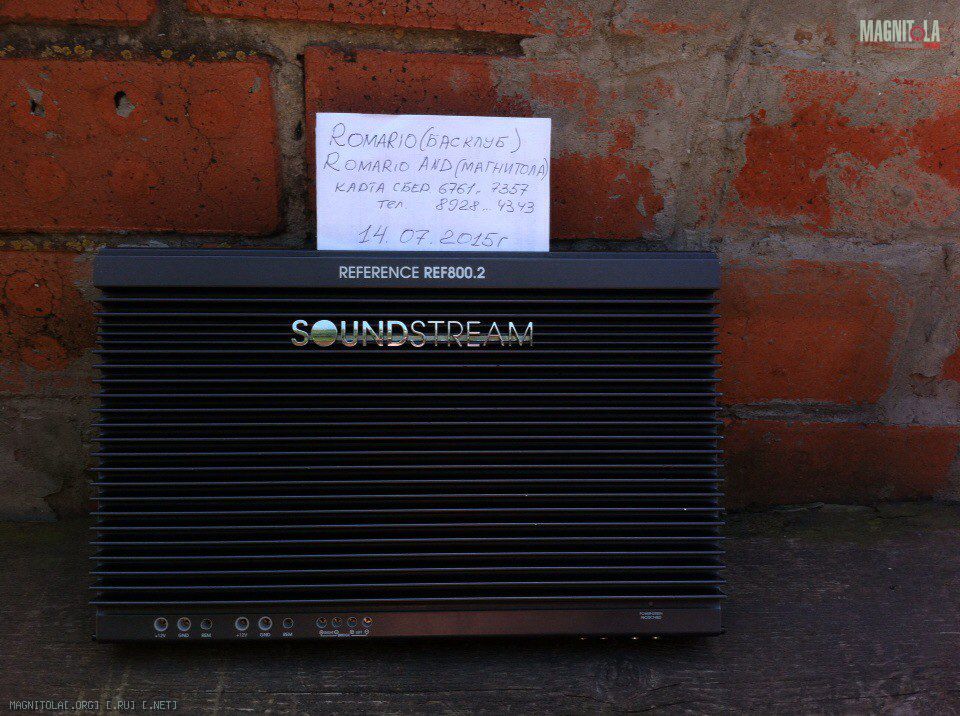 MAGNITOLA
ROMARIO (БАСКЛУБ)
ROMARIO AND (МАГНИТОЛА)
КАРТА СБЕР 6761.. 7357
тел. 8928... 4343
14.07.2015г
REFERENCE REF800.2
SOUNDSTREAM
+12V GND REM +12V GND REM
MAGNITOLA[.ORG] [.RU] [.NET]